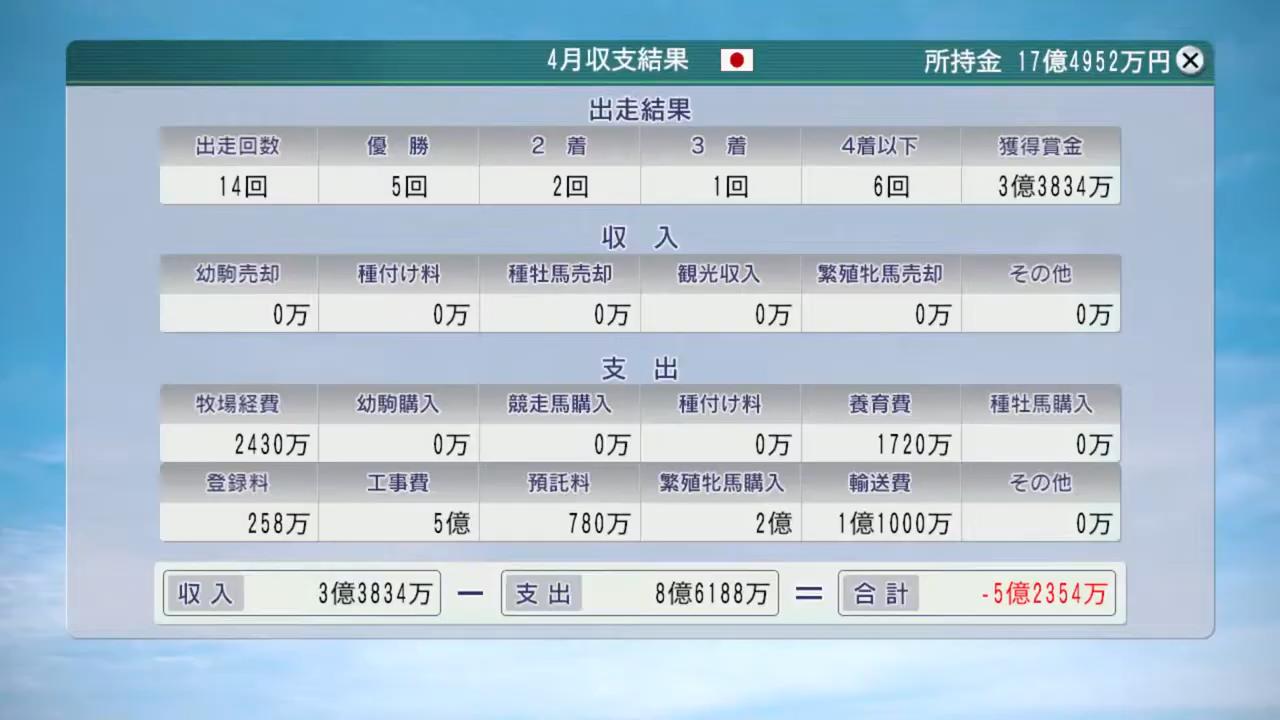 4月収支結果 所持金 17億4952万円
出走結果
出走回数 優 勝 2 着 3 着 4着以下 獲得賞金
14回 5回 2回 1回 6回 3億3834万
収 入
幼駒売却 種付け料 種牡馬売却 観光収入 繁殖牝馬売却 その他
0万 0万 0万 0万 0万 0万
支 出
牧場経費 幼駒購入 競走馬購入 種付け料 養育費 種牡馬購入
2430万 0万 0万 0万 1720万 0万
登録料 工事費 預託料 繁殖牝馬購入 輸送費 その他
258万 5億 780万 2億 1億1000万 0万
収 入 3億3834万 － 支 出 8億6188万 ＝ 合 計 -5億2354万